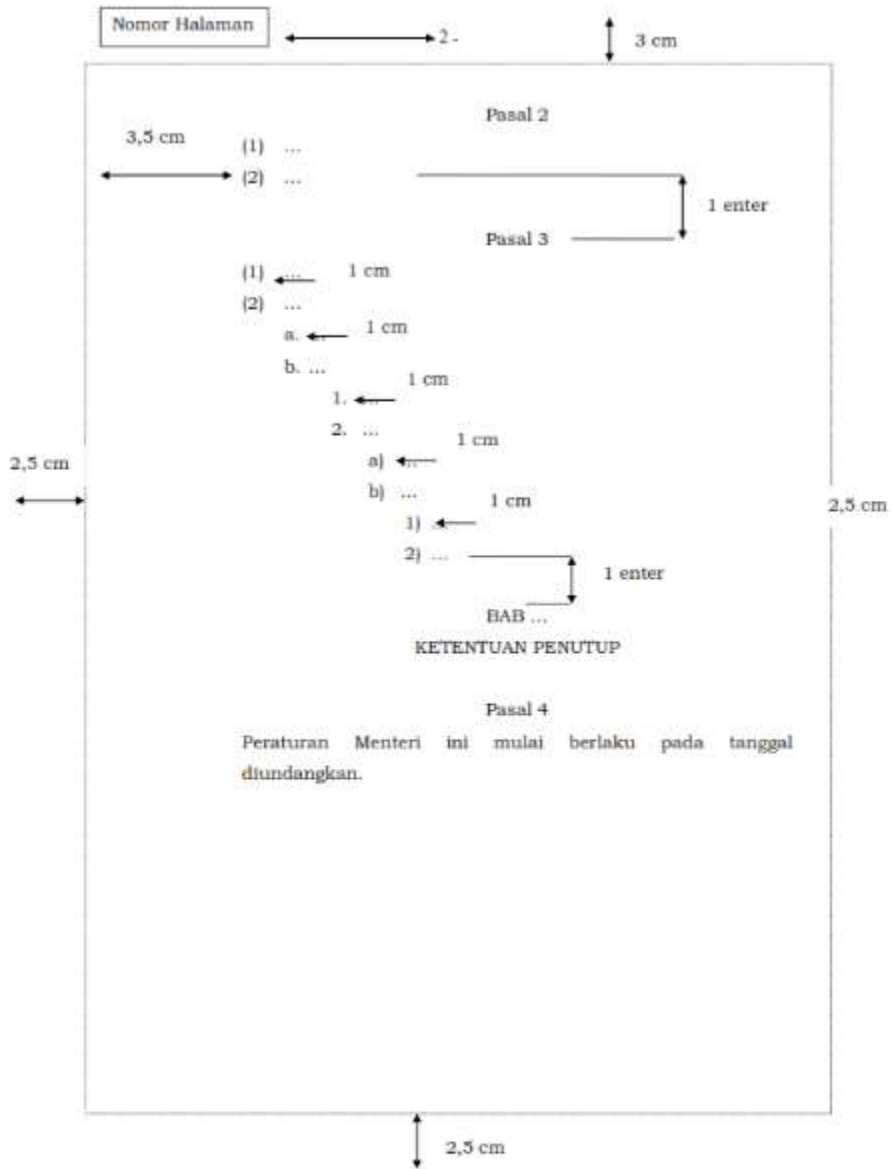 Nomor Halaman
2 -
3 cm
Pasal 2
3,5 cm
(1) ...
(2) ...
1 enter
Pasal 3
(1) ... 1 cm
(2) ...
a. ... 1 cm
b. ...
1 cm
1. ...
2. ...
1 cm
a) ...
b) ...
2,5 cm
1 cm
2,5 cm
1) ...
2) ...
1 enter
BAB ...
KETENTUAN PENUTUP
Pasal 4
Peraturan Menteri ini mulai berlaku pada tanggal
diundangkan.
2,5 cm